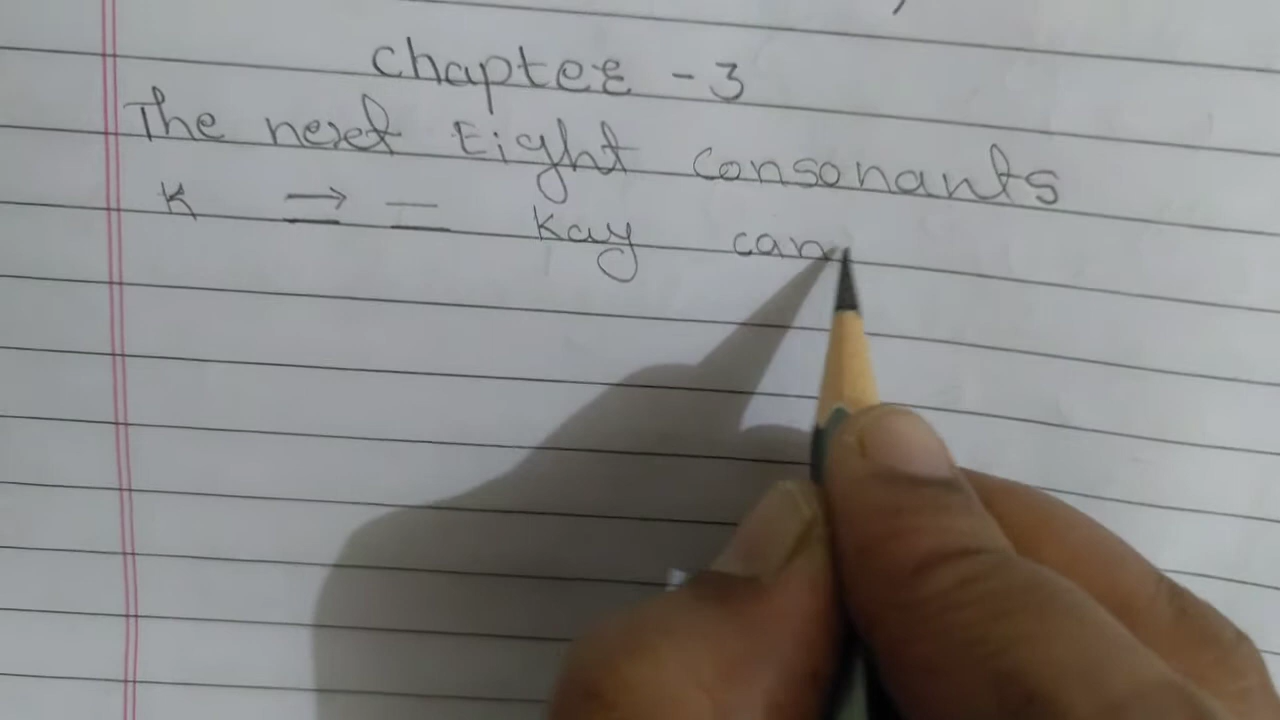 Chapter - 3
The next Eight Consonants
K → — Kay can